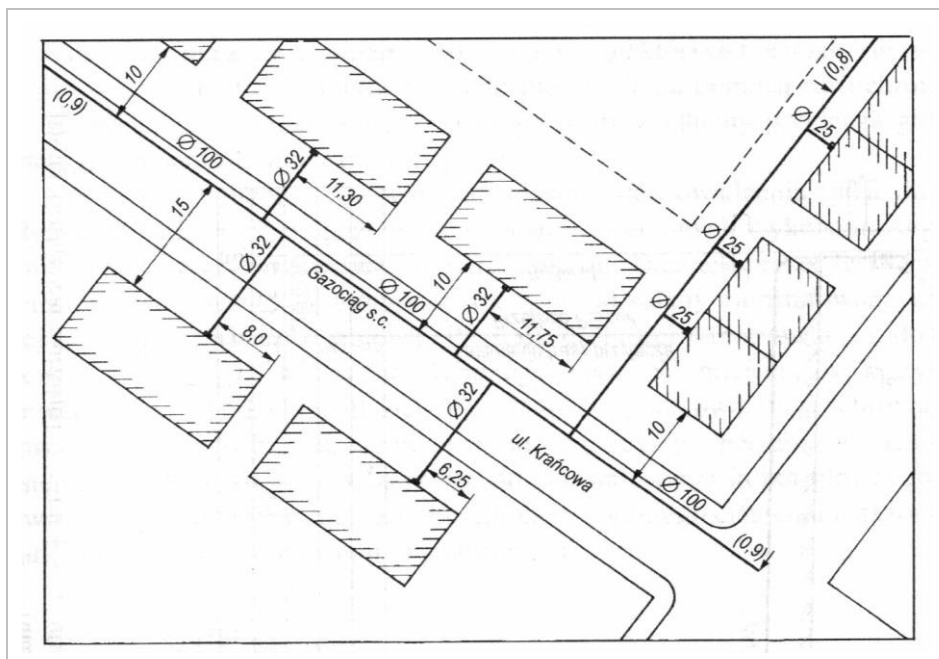 10
(0,8)
(0,9)
Ø 25
Ø 100
Ø 32
11,30
15
Ø 32
Ø 25
Gazociąg s.c.
10
Ø 100
Ø 32
Ø 25
11,75
8,0
Ø 32
ul. Krańcowa
10
6,25
Ø 100
(0,9)